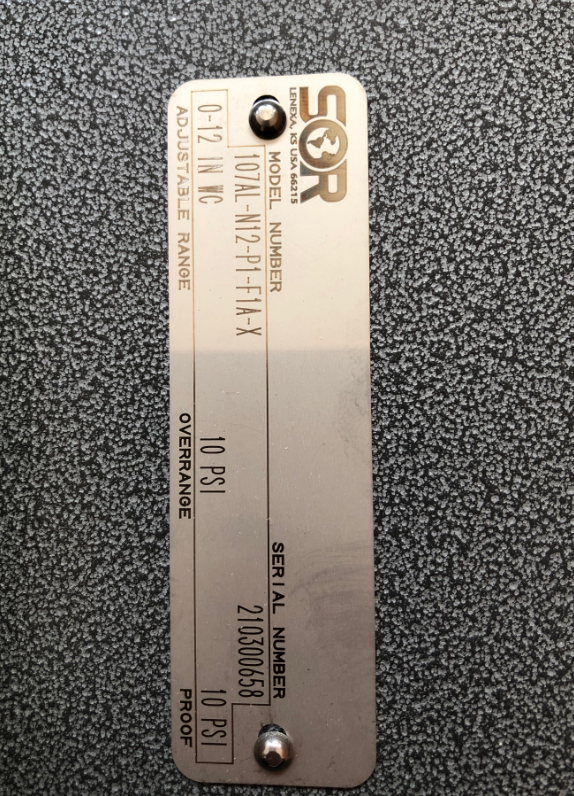 SOR
LENEXA, KS USA 66215
MODEL NUMBER SERIAL NUMBER
107AL-N12-P1-F1A-X 210300658
0-12 IN WC 10 PSI 10 PSI
ADJUSTABLE RANGE OVERRANGE PROOF